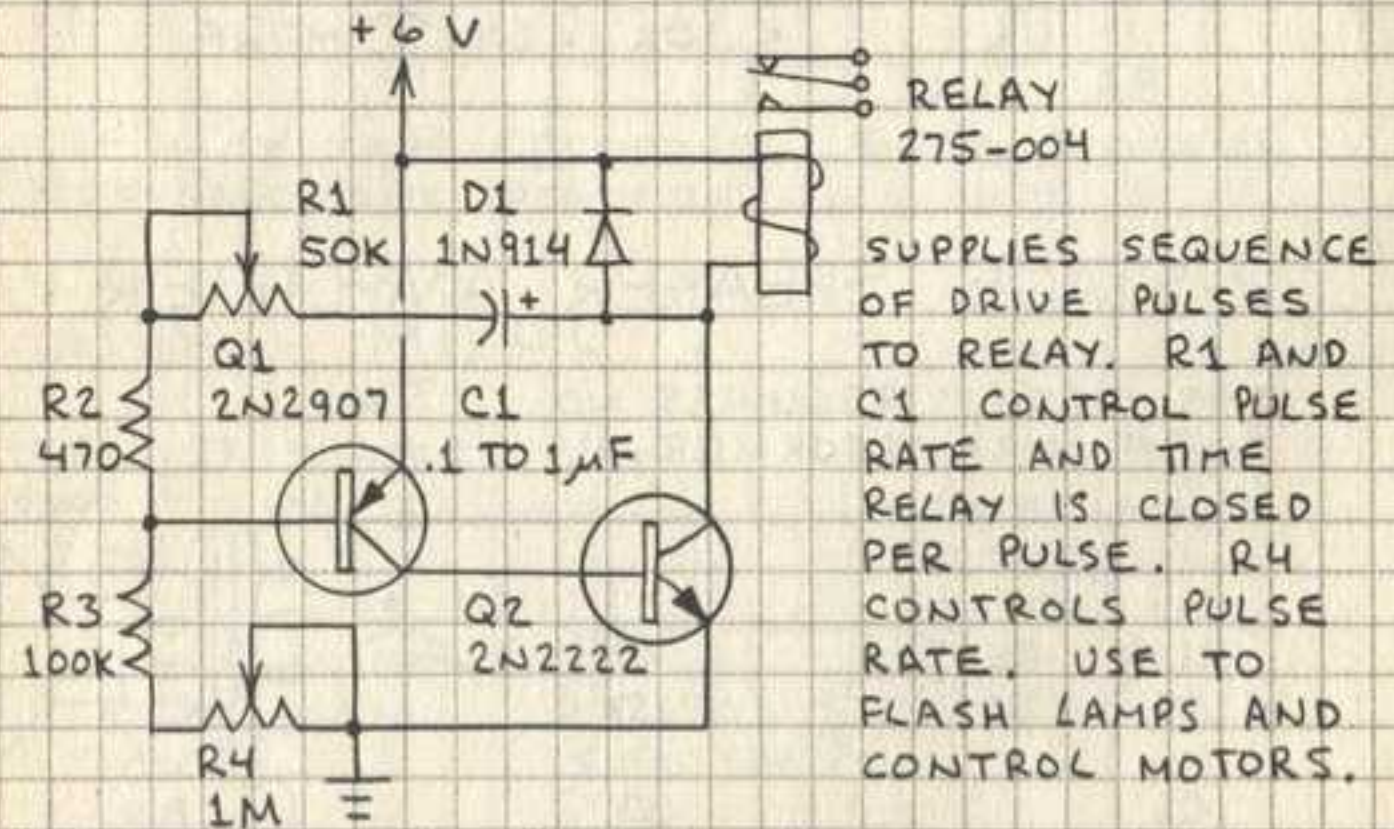 +6 V
RELAY
275-004
R1
50K
D1
1N914
+
Q1
2N2907
R2
470
C1
.1 TO 1µF
R3
100K
Q2
2N2222
R4
1M
SUPPLIES SEQUENCE
OF DRIVE PULSES
TO RELAY. R1 AND
C1 CONTROL PULSE
RATE AND TIME
RELAY IS CLOSED
PER PULSE. R4
CONTROLS PULSE
RATE. USE TO
FLASH LAMPS AND
CONTROL MOTORS.